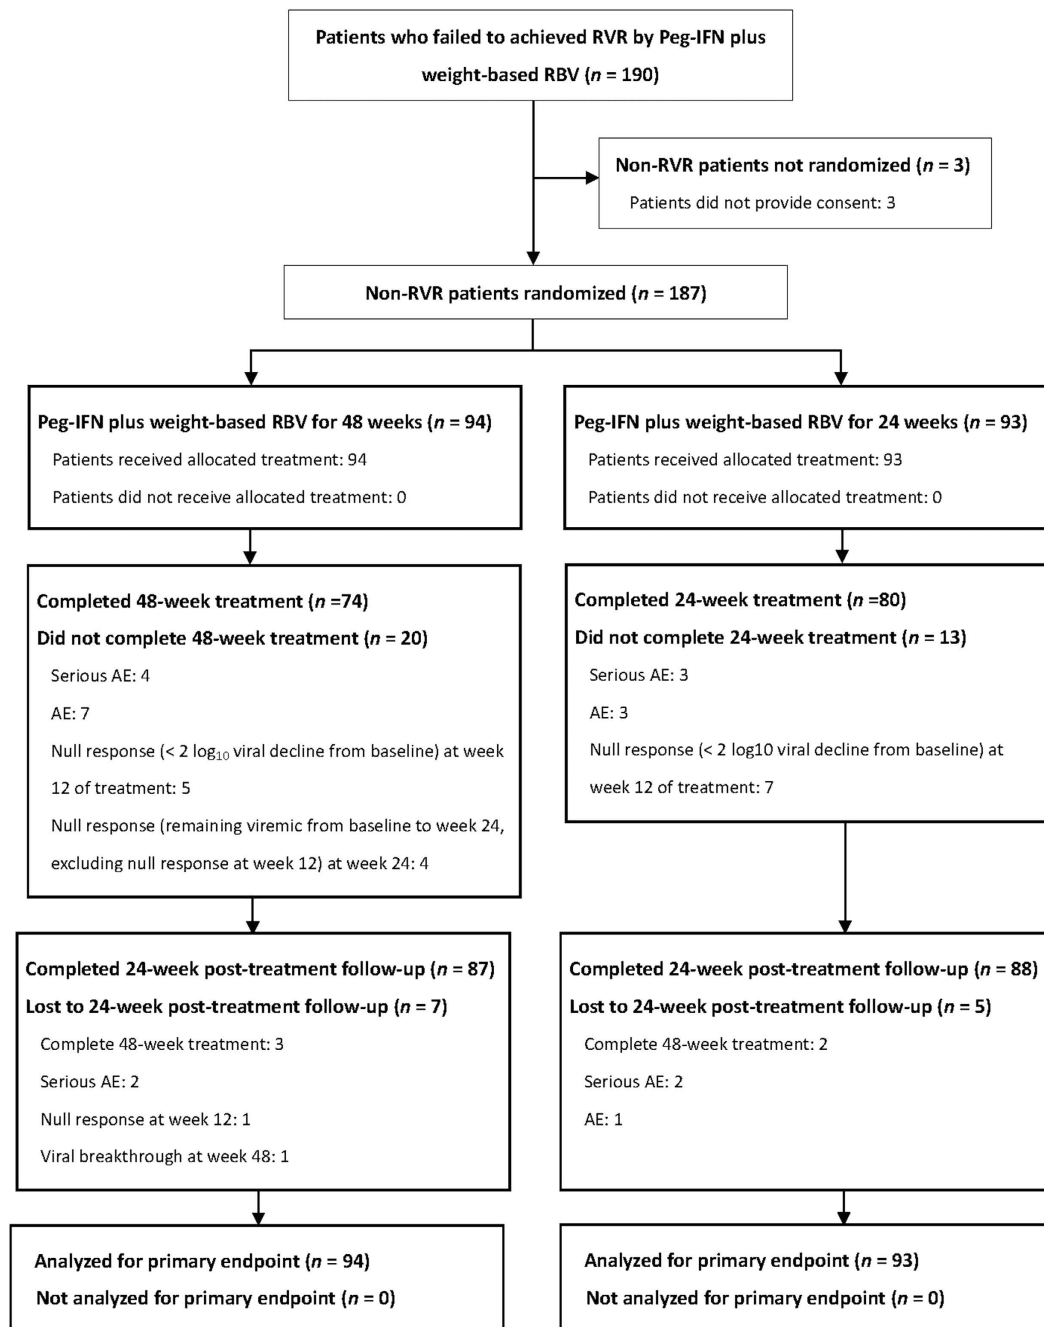 Patients who failed to achieved RVR by Peg-IFN plus
weight-based RBV (n = 190)
Non-RVR patients not randomized (n = 3)
Patients did not provide consent: 3
Non-RVR patients randomized (n = 187)
Peg-IFN plus weight-based RBV for 48 weeks (n = 94)
Patients received allocated treatment: 94
Patients did not receive allocated treatment: 0
Peg-IFN plus weight-based RBV for 24 weeks (n = 93)
Patients received allocated treatment: 93
Patients did not receive allocated treatment: 0
Completed 48-week treatment (n =74)
Did not complete 48-week treatment (n = 20)
Serious AE: 4
AE: 7
Null response (< 2 log₁₀ viral decline from baseline) at week
12 of treatment: 5
Null response (remaining viremic from baseline to week 24,
excluding null response at week 12) at week 24: 4
Completed 24-week treatment (n =80)
Did not complete 24-week treatment (n = 13)
Serious AE: 3
AE: 3
Null response (< 2 log10 viral decline from baseline) at
week 12 of treatment: 7
Completed 24-week post-treatment follow-up (n = 87)
Lost to 24-week post-treatment follow-up (n = 7)
Complete 48-week treatment: 3
Serious AE: 2
Null response at week 12: 1
Viral breakthrough at week 48: 1
Completed 24-week post-treatment follow-up (n = 88)
Lost to 24-week post-treatment follow-up (n = 5)
Complete 48-week treatment: 2
Serious AE: 2
AE: 1
Analyzed for primary endpoint (n = 94)
Not analyzed for primary endpoint (n = 0)
Analyzed for primary endpoint (n = 93)
Not analyzed for primary endpoint (n = 0)